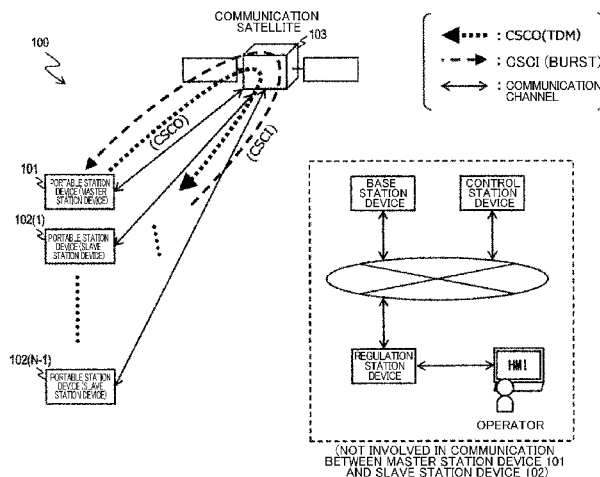 COMMUNICATION
SATELLITE
100
103
: CSCO(TDM)
: CSCI (BURST)
: COMMUNICATION
CHANNEL
(CSCO)
(CSCI)
101
PORTABLE STATION
DEVICE (MASTER
STATION DEVICE)
102(1)
PORTABLE STATION
DEVICE (SLAVE
STATION DEVICE)
102(N-1)
PORTABLE STATION
DEVICE (SLAVE
STATION DEVICE)
BASE
STATION
DEVICE
CONTROL
STATION
DEVICE
REGULATION
STATION
DEVICE
HMI
OPERATOR
(NOT INVOLVED IN COMMUNICATION
BETWEEN MASTER STATION DEVICE 101
AND SLAVE STATION DEVICE 102)